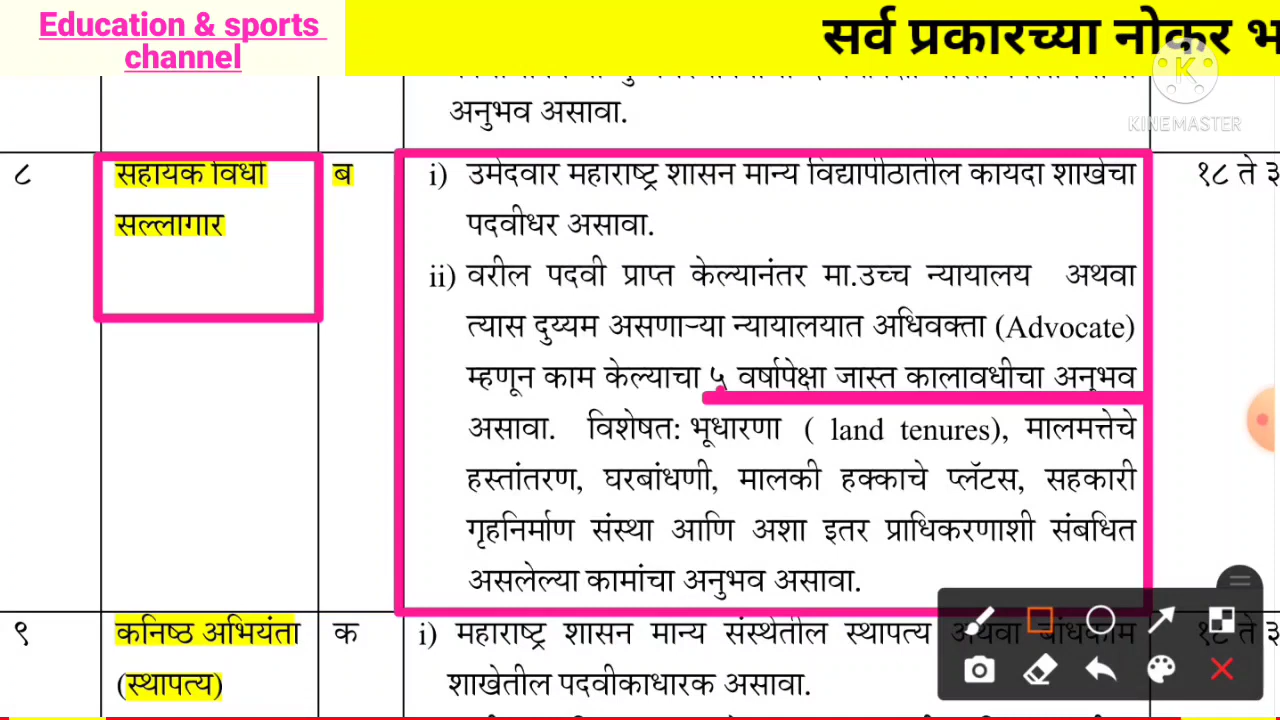 Education & sports
channel
सर्व प्रकारच्या नोकर भ
KINEMASTER
अनुभव असावा.
८ सहायक विधी ब i) उमेदवार महाराष्ट्र शासन मान्य विद्यापीठातील कायदा शाखेचा १८ ते ३
सल्लागार पदवीधर असावा.
ii) वरील पदवी प्राप्त केल्यानंतर मा.उच्च न्यायालय अथवा
त्यास दुय्यम असणाऱ्या न्यायालयात अधिवक्ता (Advocate)
म्हणून काम केल्याचा ५ वर्षापेक्षा जास्त कालावधीचा अनुभव
असावा. विशेषत: भूधारणा ( land tenures), मालमत्तेचे
हस्तांतरण, घरबांधणी, मालकी हक्काचे प्लॅटस, सहकारी
गृहनिर्माण संस्था आणि अशा इतर प्राधिकरणाशी संबधित
असलेल्या कामांचा अनुभव असावा.
९ कनिष्ठ अभियंता क i) महाराष्ट्र शासन मान्य संस्थेतील स्थापत्य अथवा बांधकाम १८ ते ३
(स्थापत्य) शाखेतील पदवीकाधारक असावा.